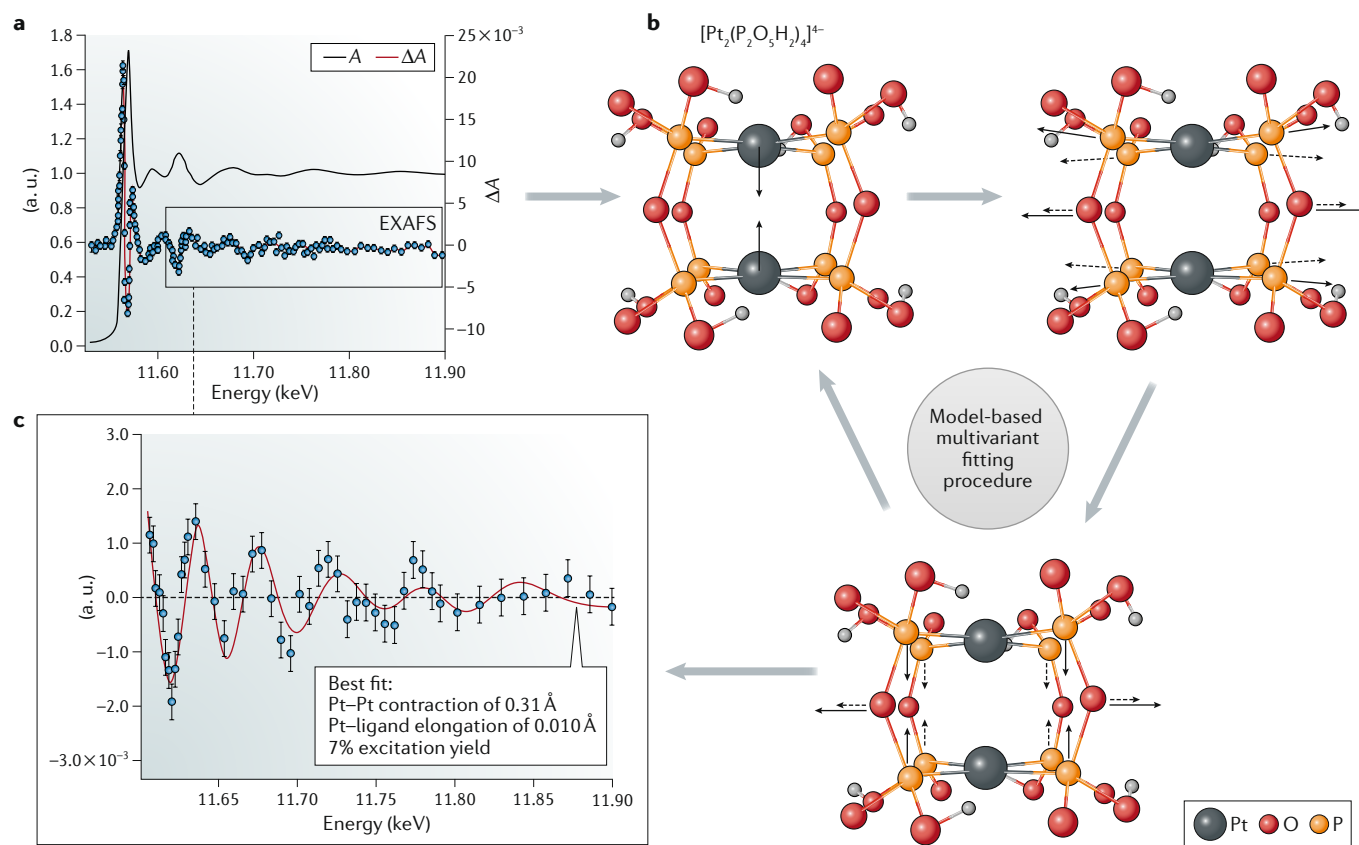 a
1.8
1.6
1.4
1.2
1.0
0.8
0.6
0.4
0.2
0.0
(a. u.)
A
ΔA
25 × 10⁻³
20
15
10
5
0
−5
−10
ΔA
EXAFS
11.60
11.70
11.80
11.90
Energy (keV)
b
[Pt₂(P₂O₅H₂)₄]⁴⁻
Model-based
multivariant
fitting
procedure
c
3.0
1.0
0.0
−1.0
−2.0
−3.0 × 10⁻³
(a. u.)
Best fit:
Pt–Pt contraction of 0.31 Å
Pt–ligand elongation of 0.010 Å
7% excitation yield
11.65
11.70
11.75
11.80
11.85
11.90
Energy (keV)
Pt
O
P